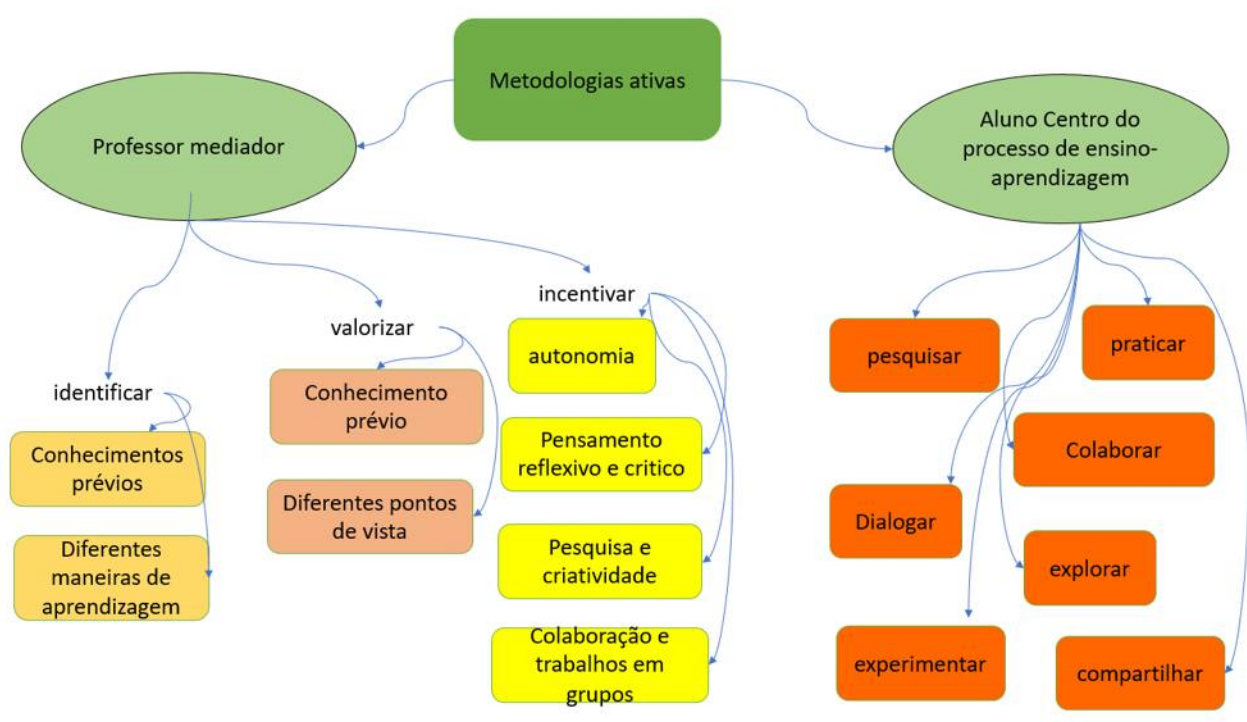 Metodologias ativas
Professor mediador
Aluno Centro do
processo de ensino-
aprendizagem
identificar
Conhecimentos
prévios
Diferentes
maneiras de
aprendizagem
valorizar
Conhecimento
prévio
Diferentes pontos
de vista
incentivar
autonomia
Pensamento
reflexivo e critico
Pesquisa e
criatividade
Colaboração e
trabalhos em
grupos
pesquisar
praticar
Colaborar
Dialogar
explorar
experimentar
compartilhar